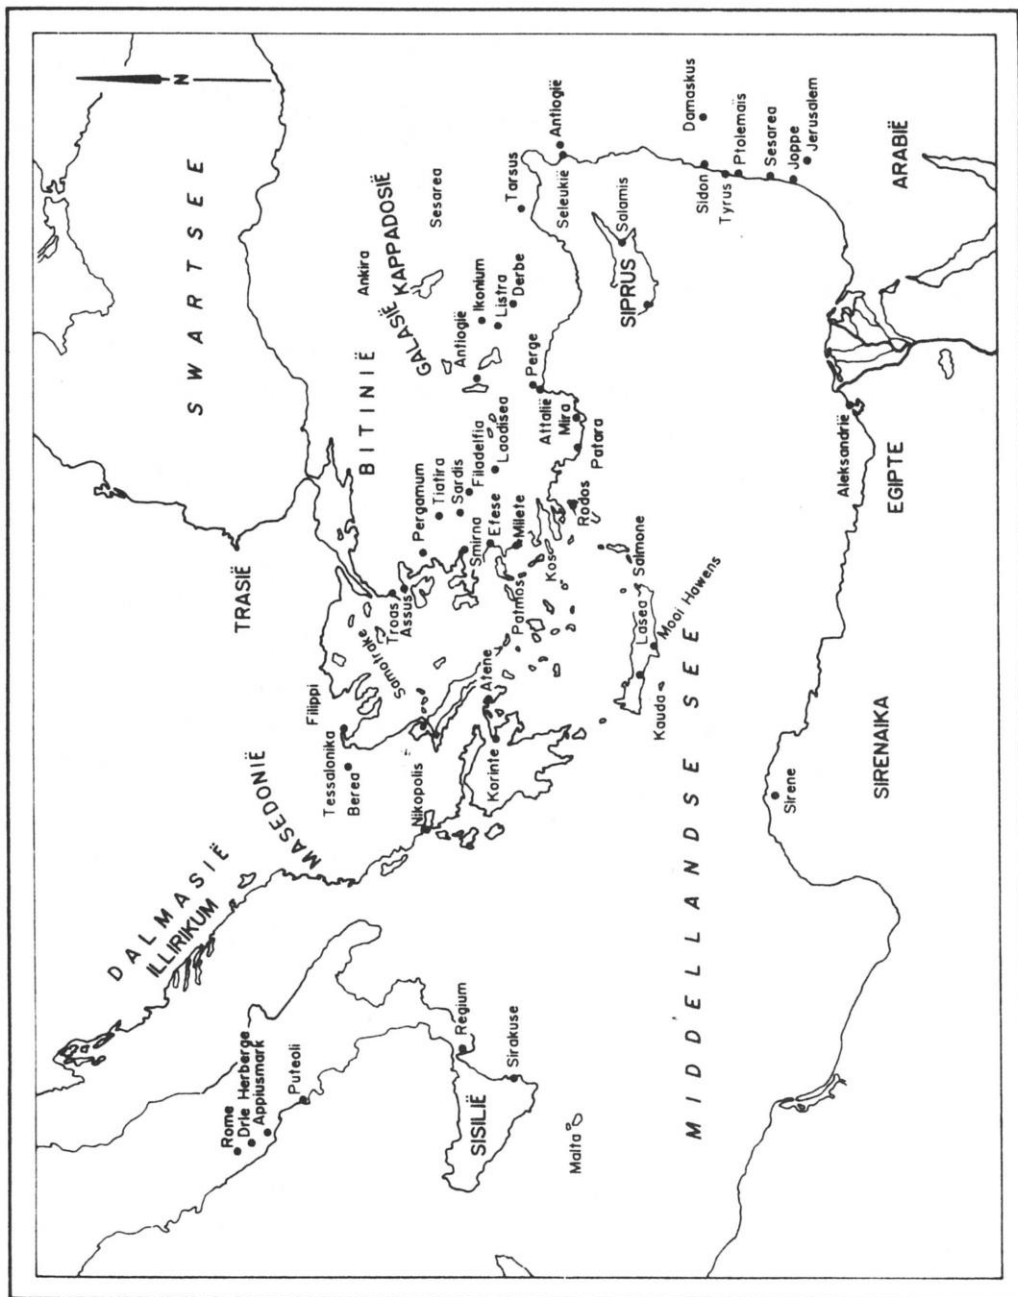 N
SWARTSEE
DALMASIË
ILLIRIKUM
MASEDONIË
TRASIË
BITINIË
GALASIË
KAPPADOSIË
Ankira
Sesarea
Rome
Drie Herberge
Appiusmark
Puteoli
Tessalonika
Berea
Filippi
Samotrake
Troas
Assus
Pergamum
Tiatira
Sardis
Filadelfia
Smirna
Efese
Laodisea
Milete
Antiogië
Ikonium
Listra
Derbe
Tarsus
Antiogië
Seleukië
Nikopolis
Korinte
Atene
Patmos
Kos
Rodos
Patara
Mira
Attalië
Perge
Regium
SISILIË
Sirakuse
Malta
SIPRUS
Salamis
Salmone
Lasea
Mooi Hawens
Kauda
MIDDELLANDSE SEE
Damaskus
Sidon
Tyrus
Ptolemaïs
Sesarea
Joppe
Jerusalem
ARABIË
Sirene
SIRENAIKA
Aleksandrië
EGIPTE